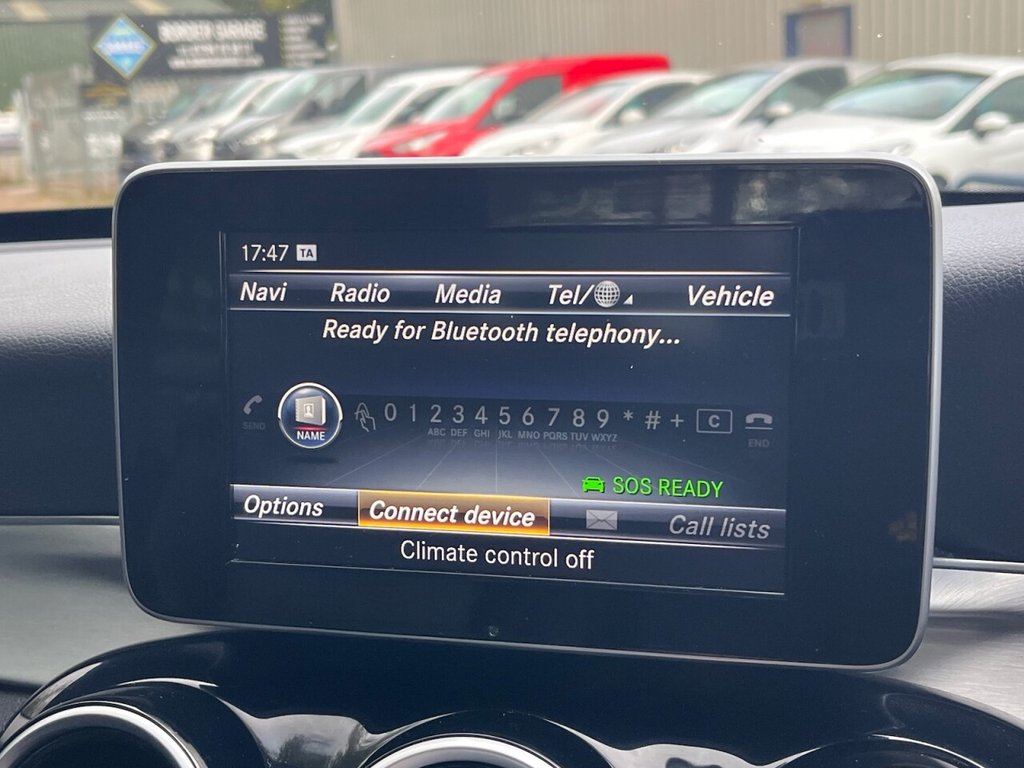 BORDER GARAGE
17:47 TA
Navi Radio Media Tel/ Vehicle
Ready for Bluetooth telephony...
SEND NAME 0 1 2 3 4 5 6 7 8 9 * # + C END
ABC DEF GHI JKL MNO PQRS TUV WXYZ
SOS READY
Options Connect device Call lists
Climate control off